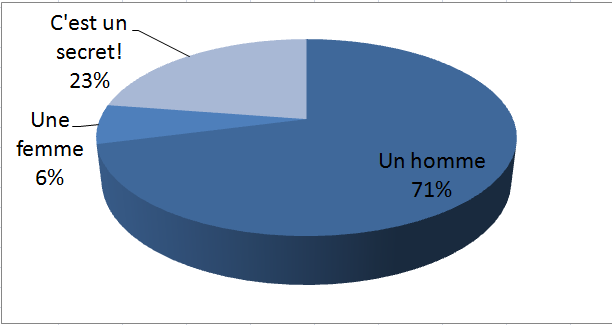 C'est un
secret!
23%
Une
femme
6%
Un homme
71%